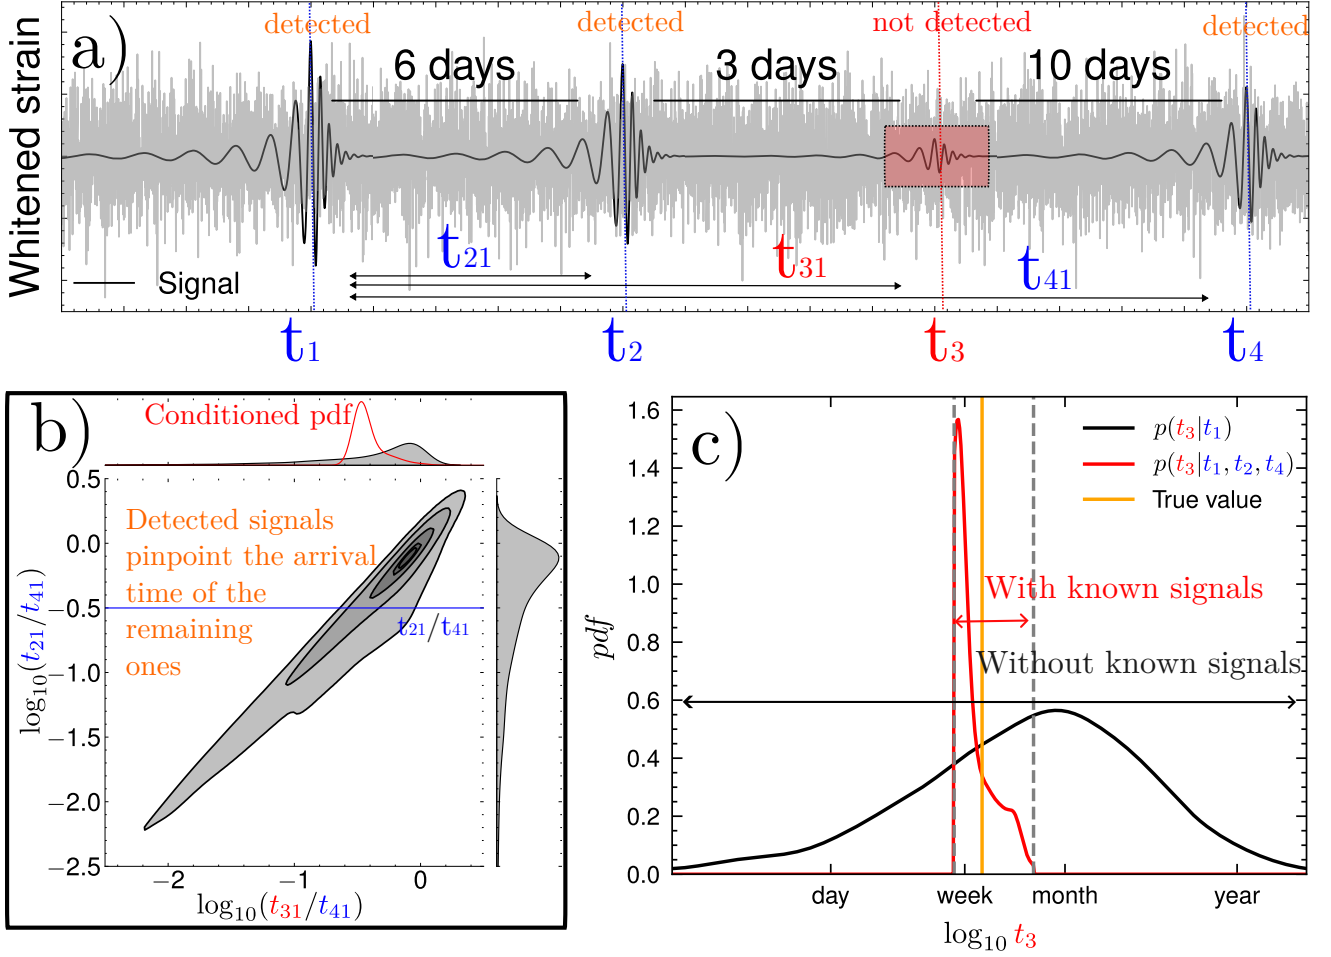 a)
detected
detected
not detected
detected
6 days
3 days
10 days
Whitened strain
t21
t31
t41
Signal
t1
t2
t3
t4
b)
Conditioned pdf
0.5
0.0
−0.5
−1.0
−1.5
−2.0
−2.5
Detected signals
pinpoint the arrival
time of the
remaining
ones
t21/t41
log10(t21/t41)
−2
−1
0
log10(t31/t41)
c)
p(t3|t1)
p(t3|t1, t2, t4)
True value
With known signals
Without known signals
pdf
1.6
1.4
1.2
1.0
0.8
0.6
0.4
0.2
0.0
day
week
month
year
log10 t3